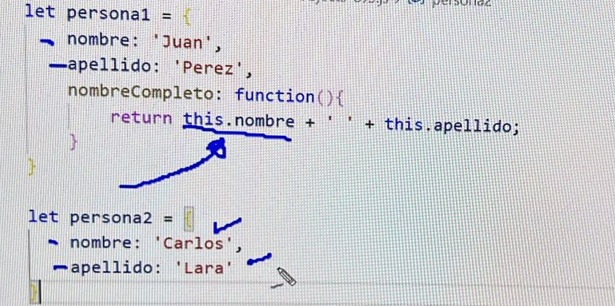 persona2
let persona1 = {
nombre: 'Juan',
apellido: 'Perez',
nombreCompleto: function(){
return this.nombre + ' ' + this.apellido;
}
}
let persona2 = {
nombre: 'Carlos',
apellido: 'Lara'
}